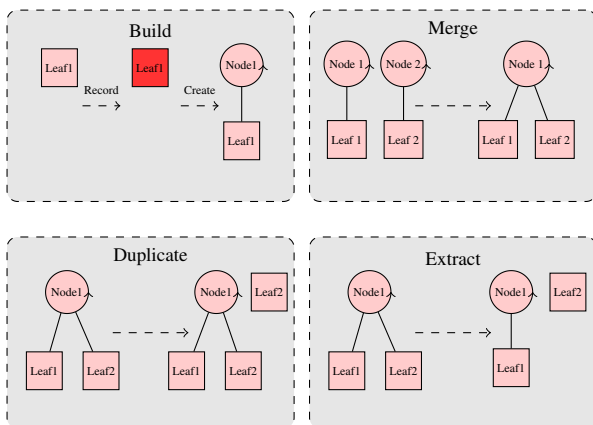 Build
Leaf1
Leaf1
Node1
Record
Create
Leaf1
Merge
Node 1
Node 2
Node 1
Leaf 1
Leaf 2
Leaf 1
Leaf 2
Duplicate
Node1
Node1
Leaf2
Leaf1
Leaf2
Leaf1
Leaf2
Extract
Node1
Node1
Leaf2
Leaf1
Leaf2
Leaf1